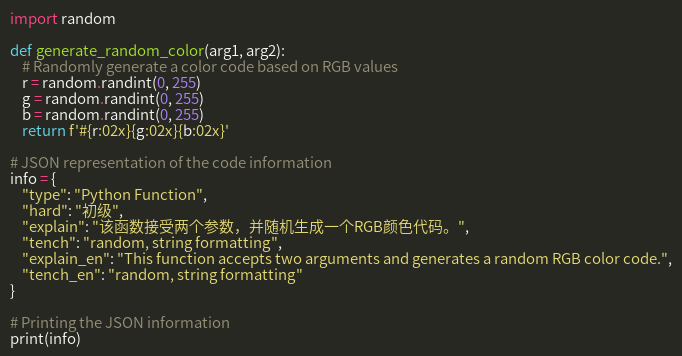 import random
def generate_random_color(arg1, arg2):
# Randomly generate a color code based on RGB values
r = random.randint(0, 255)
g = random.randint(0, 255)
b = random.randint(0, 255)
return f'#{r:02x}{g:02x}{b:02x}'
# JSON representation of the code information
info = {
"type": "Python Function",
"hard": "初级",
"explain": "该函数接受两个参数，并随机生成一个RGB颜色代码。",
"tench": "random, string formatting",
"explain_en": "This function accepts two arguments and generates a random RGB color code.",
"tench_en": "random, string formatting"
}
# Printing the JSON information
print(info)